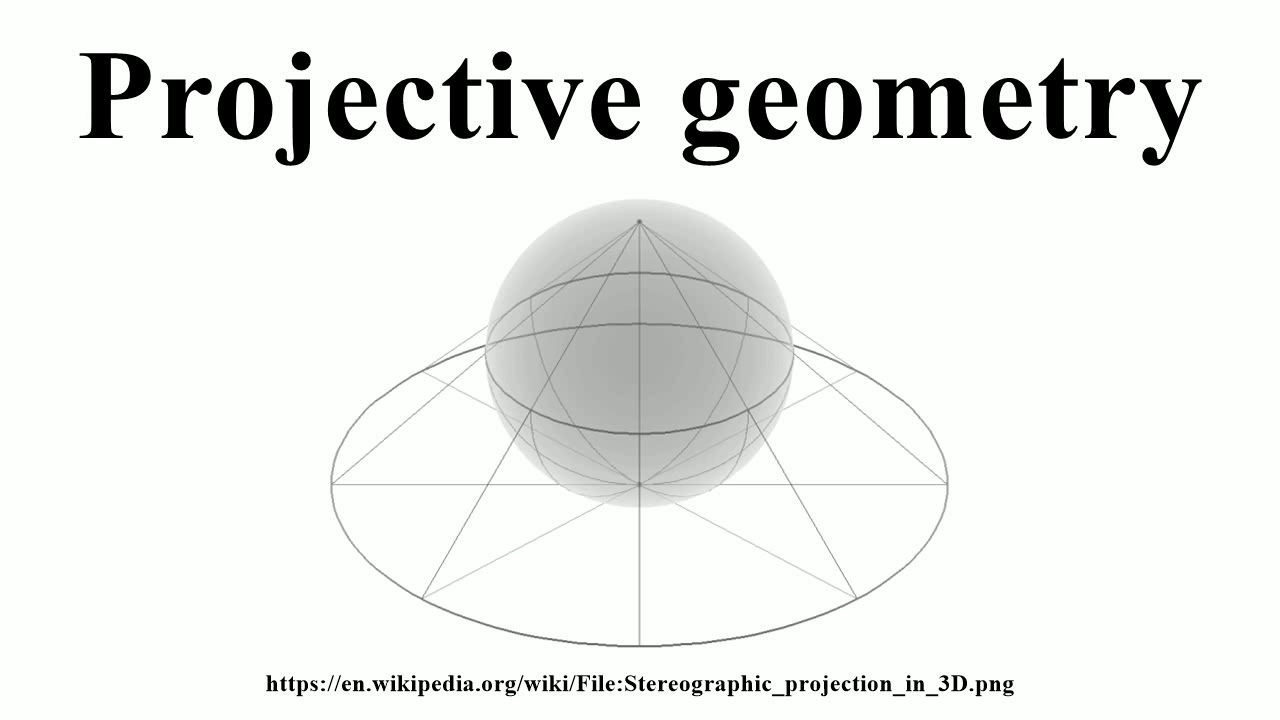 Projective geometry
https://en.wikipedia.org/wiki/File:Stereographic_projection_in_3D.png